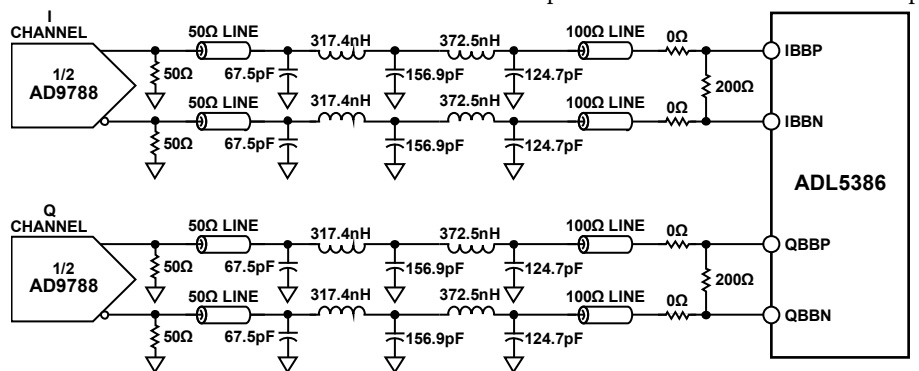 I
CHANNEL
1/2
AD9788
50Ω
50Ω LINE
67.5pF
317.4nH
156.9pF
372.5nH
124.7pF
100Ω LINE
0Ω
IBBP
200Ω
50Ω
50Ω LINE
67.5pF
317.4nH
156.9pF
372.5nH
124.7pF
100Ω LINE
0Ω
IBBN
ADL5386
Q
CHANNEL
1/2
AD9788
50Ω
50Ω LINE
67.5pF
317.4nH
156.9pF
372.5nH
124.7pF
100Ω LINE
0Ω
QBBP
200Ω
50Ω
50Ω LINE
67.5pF
317.4nH
156.9pF
372.5nH
124.7pF
100Ω LINE
0Ω
QBBN